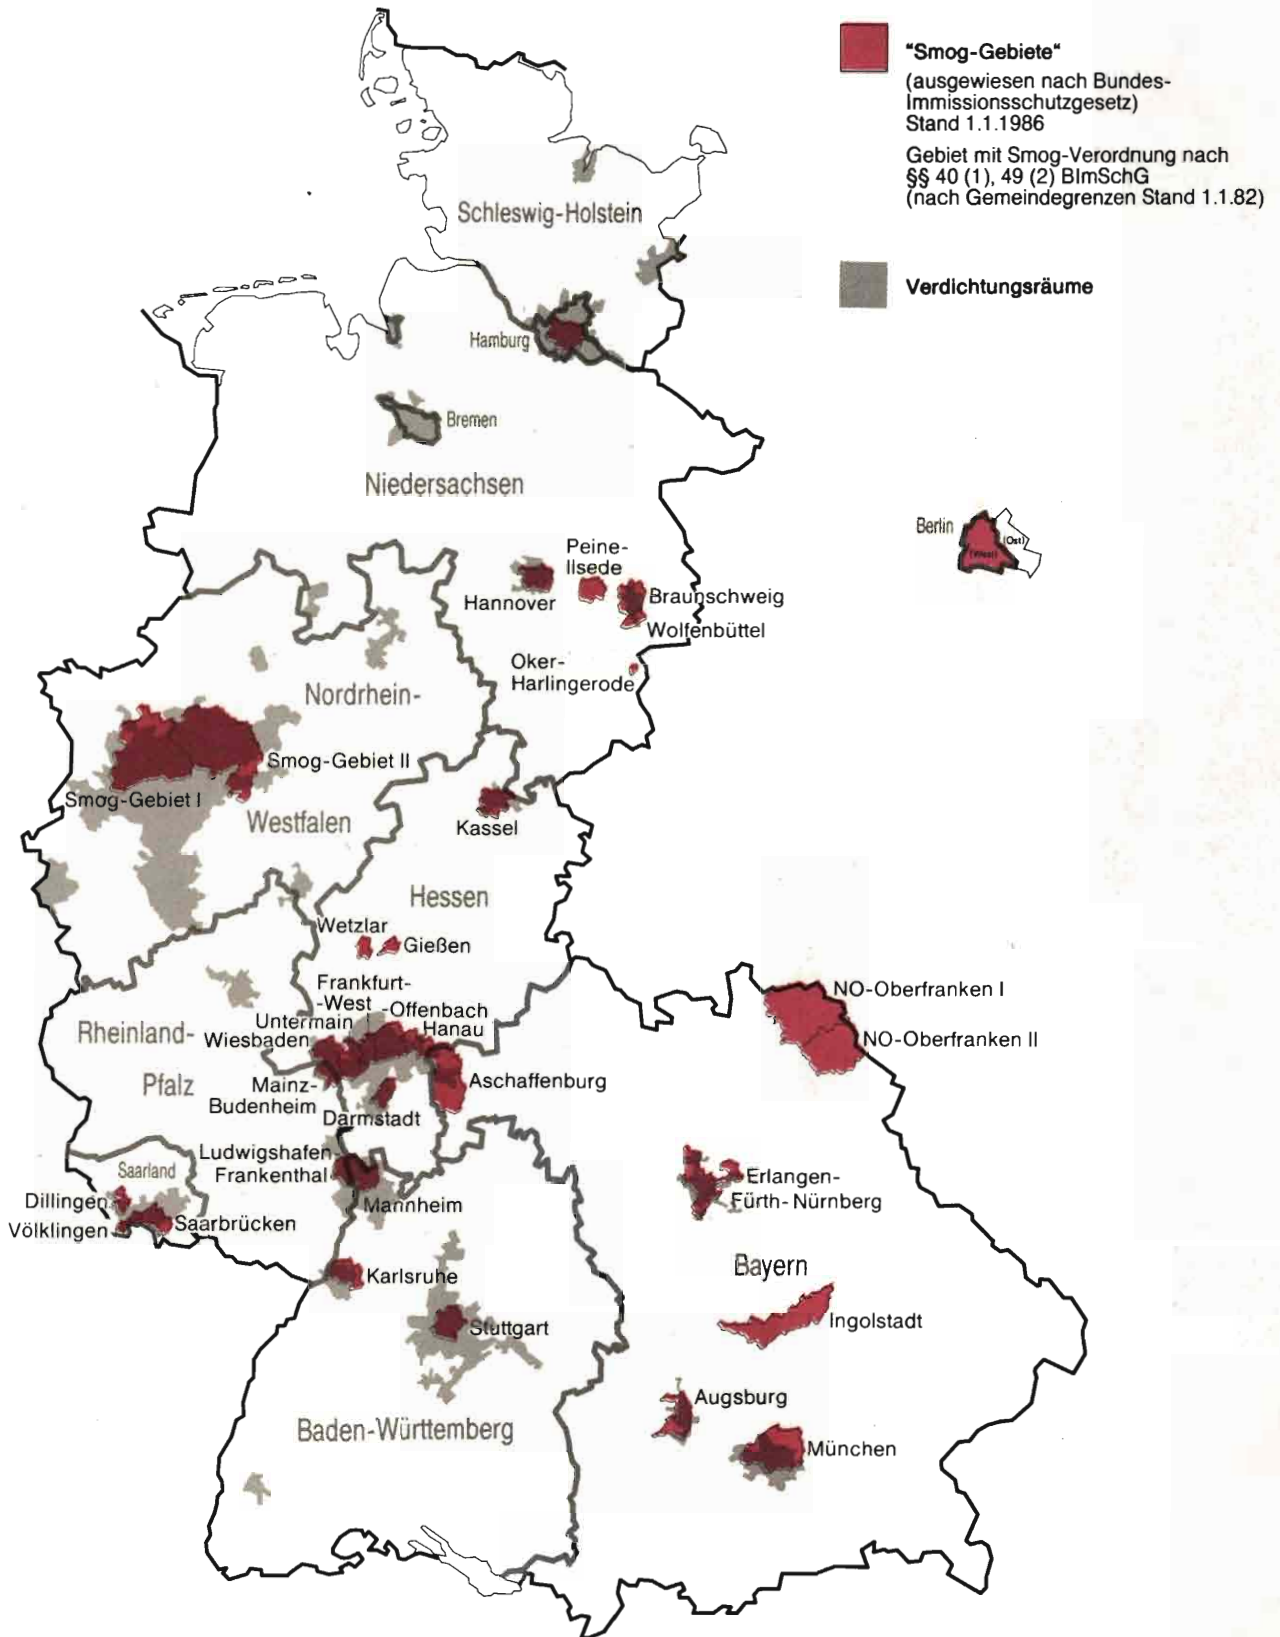 "Smog-Gebiete"
(ausgewiesen nach Bundes-
Immissionsschutzgesetz)
Stand 1.1.1986
Gebiet mit Smog-Verordnung nach
§§ 40 (1), 49 (2) BImSchG
(nach Gemeindegrenzen Stand 1.1.82)
Verdichtungsräume
Schleswig-Holstein
Hamburg
Bremen
Niedersachsen
Berlin
(West)
(Ost)
Peine-
Ilsede
Hannover
Braunschweig
Wolfenbüttel
Oker-
Harlingerode
Nordrhein-
Smog-Gebiet II
Smog-Gebiet I
Westfalen
Kassel
Hessen
Wetzlar
Gießen
Frankfurt-
-West
-Offenbach
Untermain
Hanau
Wiesbaden
Rheinland-
Pfalz
Mainz-
Budenheim
Aschaffenburg
Darmstadt
NO-Oberfranken I
NO-Oberfranken II
Ludwigshafen-
Frankenthal
Mannheim
Saarland
Dillingen
Völklingen
Saarbrücken
Erlangen-
Fürth-Nürnberg
Karlsruhe
Bayern
Stuttgart
Ingolstadt
Augsburg
Baden-Württemberg
München